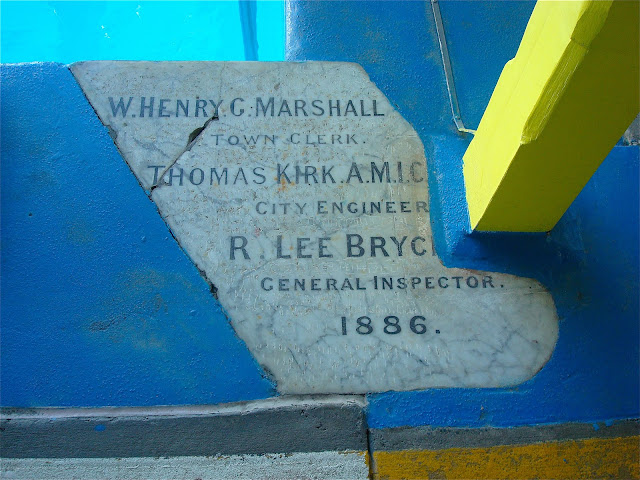 W. HENRY. G. MARSHALL
TOWN CLERK.
THOMAS KIRK. A.M.I.C
CITY ENGINEER
R. LEE BRYC
GENERAL INSPECTOR.
1886.